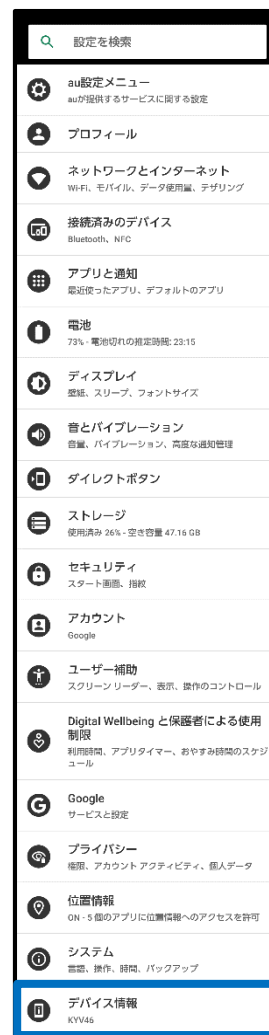 設定を検索
au設定メニュー
auが提供するサービスに関する設定
プロフィール
ネットワークとインターネット
Wi-Fi、モバイル、データ使用量、テザリング
接続済みのデバイス
Bluetooth、NFC
アプリと通知
最近使ったアプリ、デフォルトのアプリ
電池
73% - 電池切れの推定時間: 23:15
ディスプレイ
壁紙、スリープ、フォントサイズ
音とバイブレーション
音量、バイブレーション、高度な通知管理
ダイレクトボタン
ストレージ
使用済み 26% - 空き容量 47.16 GB
セキュリティ
スタート画面、指紋
アカウント
Google
ユーザー補助
スクリーン リーダー、表示、操作のコントロール
Digital Wellbeing と保護者による使用
制限
利用時間、アプリタイマー、おやすみ時間のスケジ
ュール
Google
サービスと設定
プライバシー
権限、アカウント アクティビティ、個人データ
位置情報
ON - 5 個のアプリに位置情報へのアクセスを許可
システム
言語、操作、時間、バックアップ
デバイス情報
KYV46